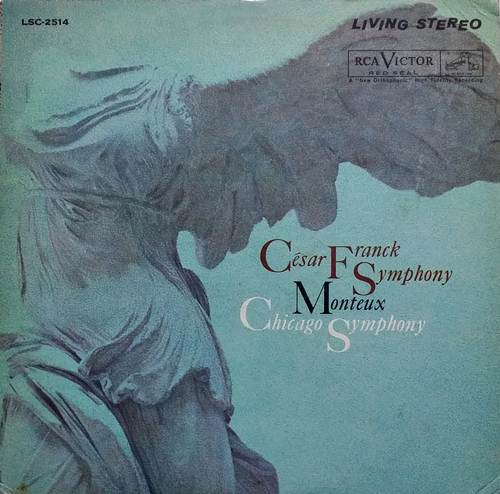 LSC-2514
LIVING STEREO
RCA VICTOR
RED SEAL
A "New Orthophonic" High Fidelity Recording
César Franck
Symphony
Monteux
Chicago Symphony